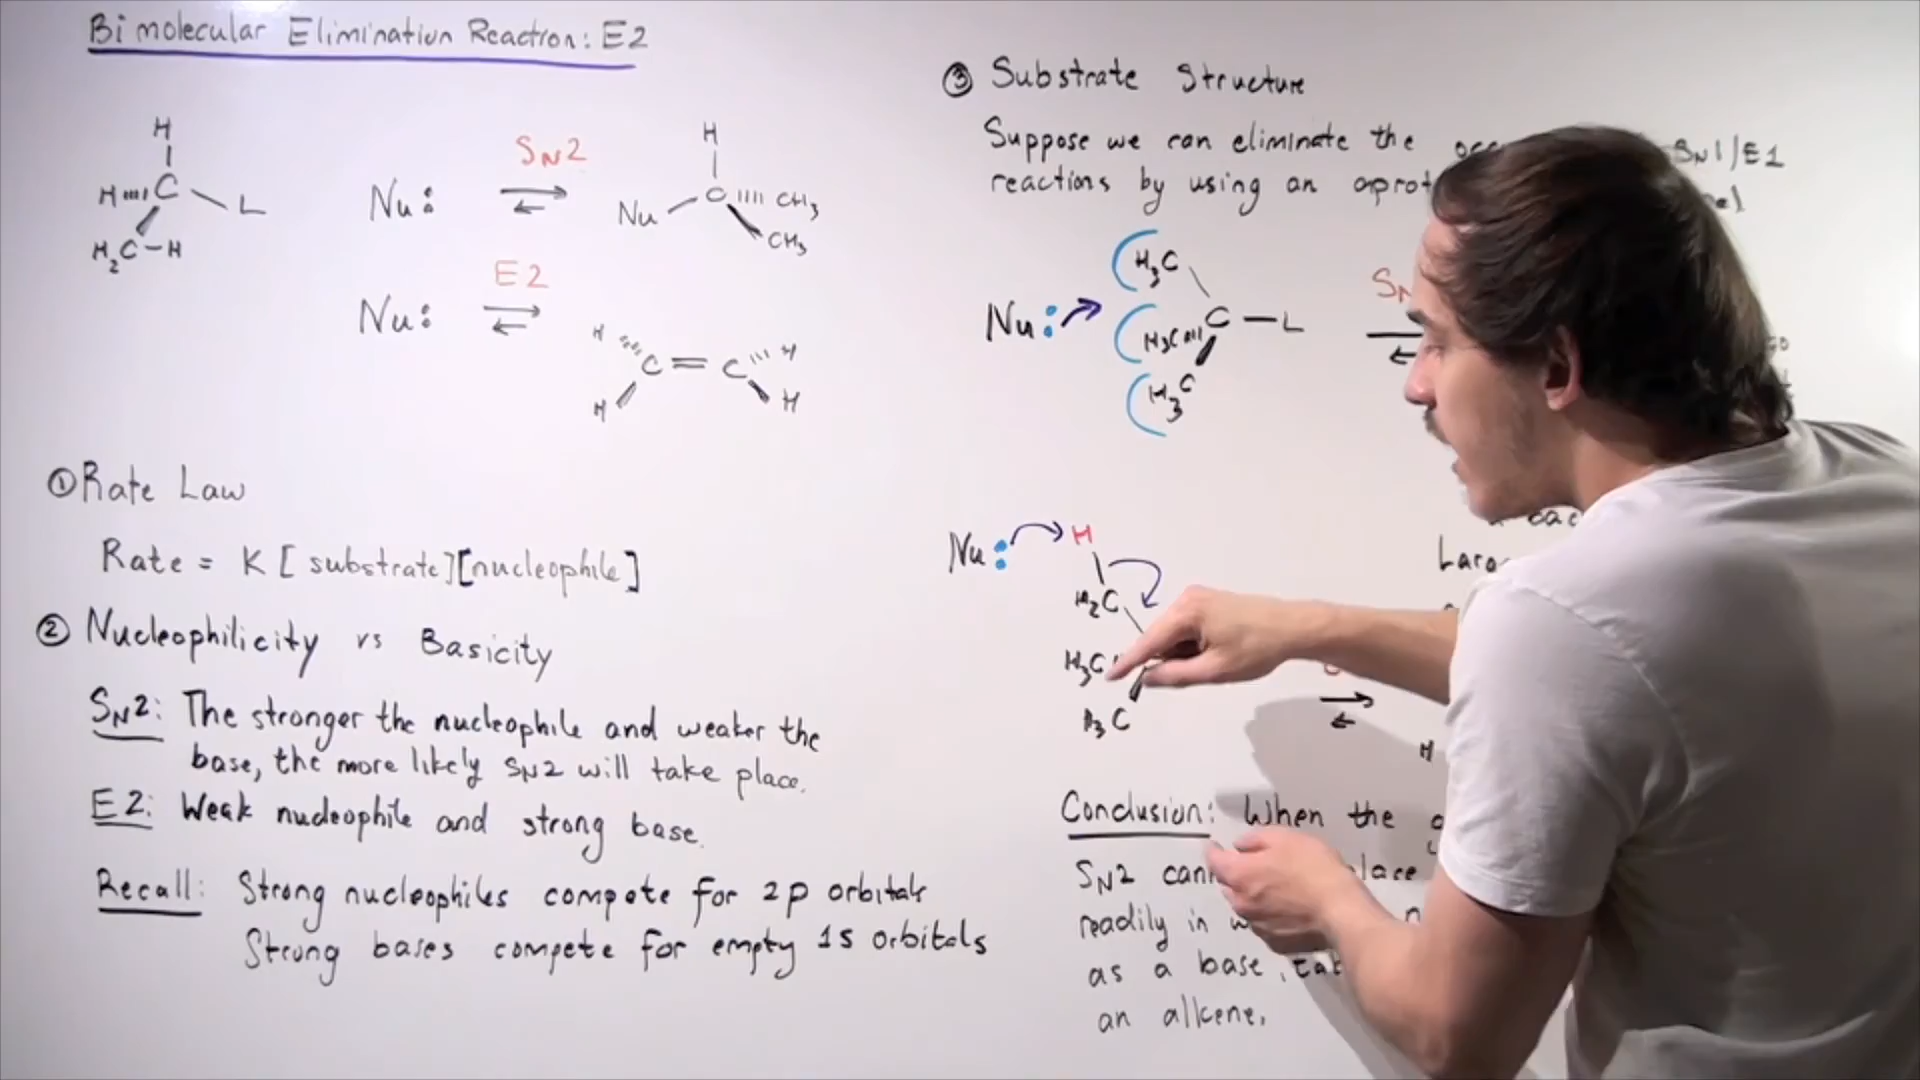 Bimolecular Elimination Reaction: E2
H
H C L
H2C-H
Nu:
SN2
H
Nu C CH3
CH3
Nu:
E2
H C=C H
H H
① Rate Law
Rate = K [substrate][nucleophile]
② Nucleophilicity vs Basicity
SN2: The stronger the nucleophile and weaker the
base, the more likely SN2 will take place.
E2: Weak nucleophile and strong base.
Recall: Strong nucleophiles compete for 2p orbitals
Strong bases compete for empty 1s orbitals
③ Substrate Structure
Suppose we can eliminate the SN1/E1
reactions by using an
H3C
Nu: H3C C-L
H3C
Nu: H
H2C
H3C
H3C
H
Conclusion: When the
SN2
readily in
as a base,
an alkene.